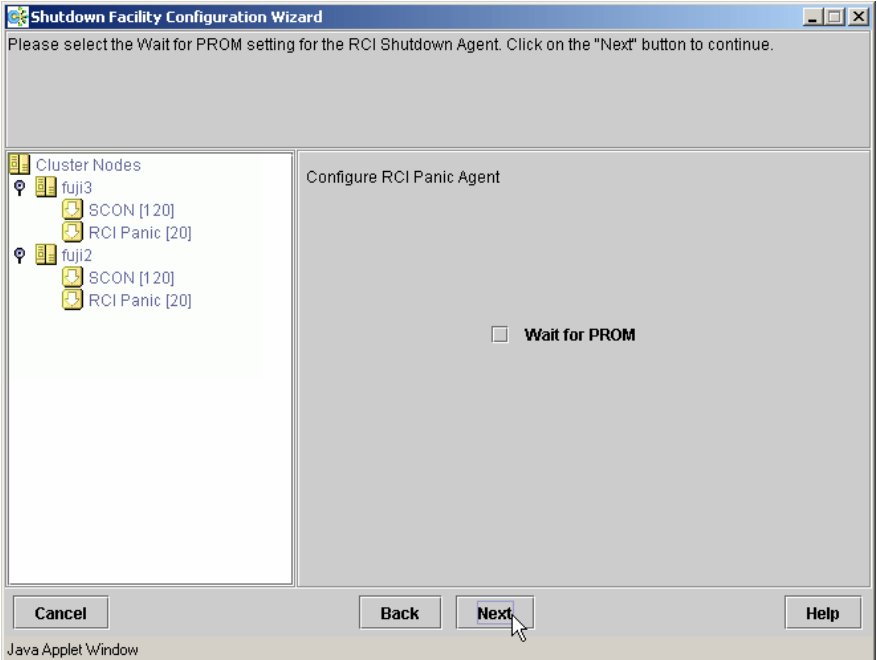 Shutdown Facility Configuration Wizard
Please select the Wait for PROM setting for the RCI Shutdown Agent. Click on the "Next" button to continue.
Cluster Nodes
fuji3
SCON [120]
RCI Panic [20]
fuji2
SCON [120]
RCI Panic [20]
Configure RCI Panic Agent
Wait for PROM
Cancel
Back
Next
Help
Java Applet Window